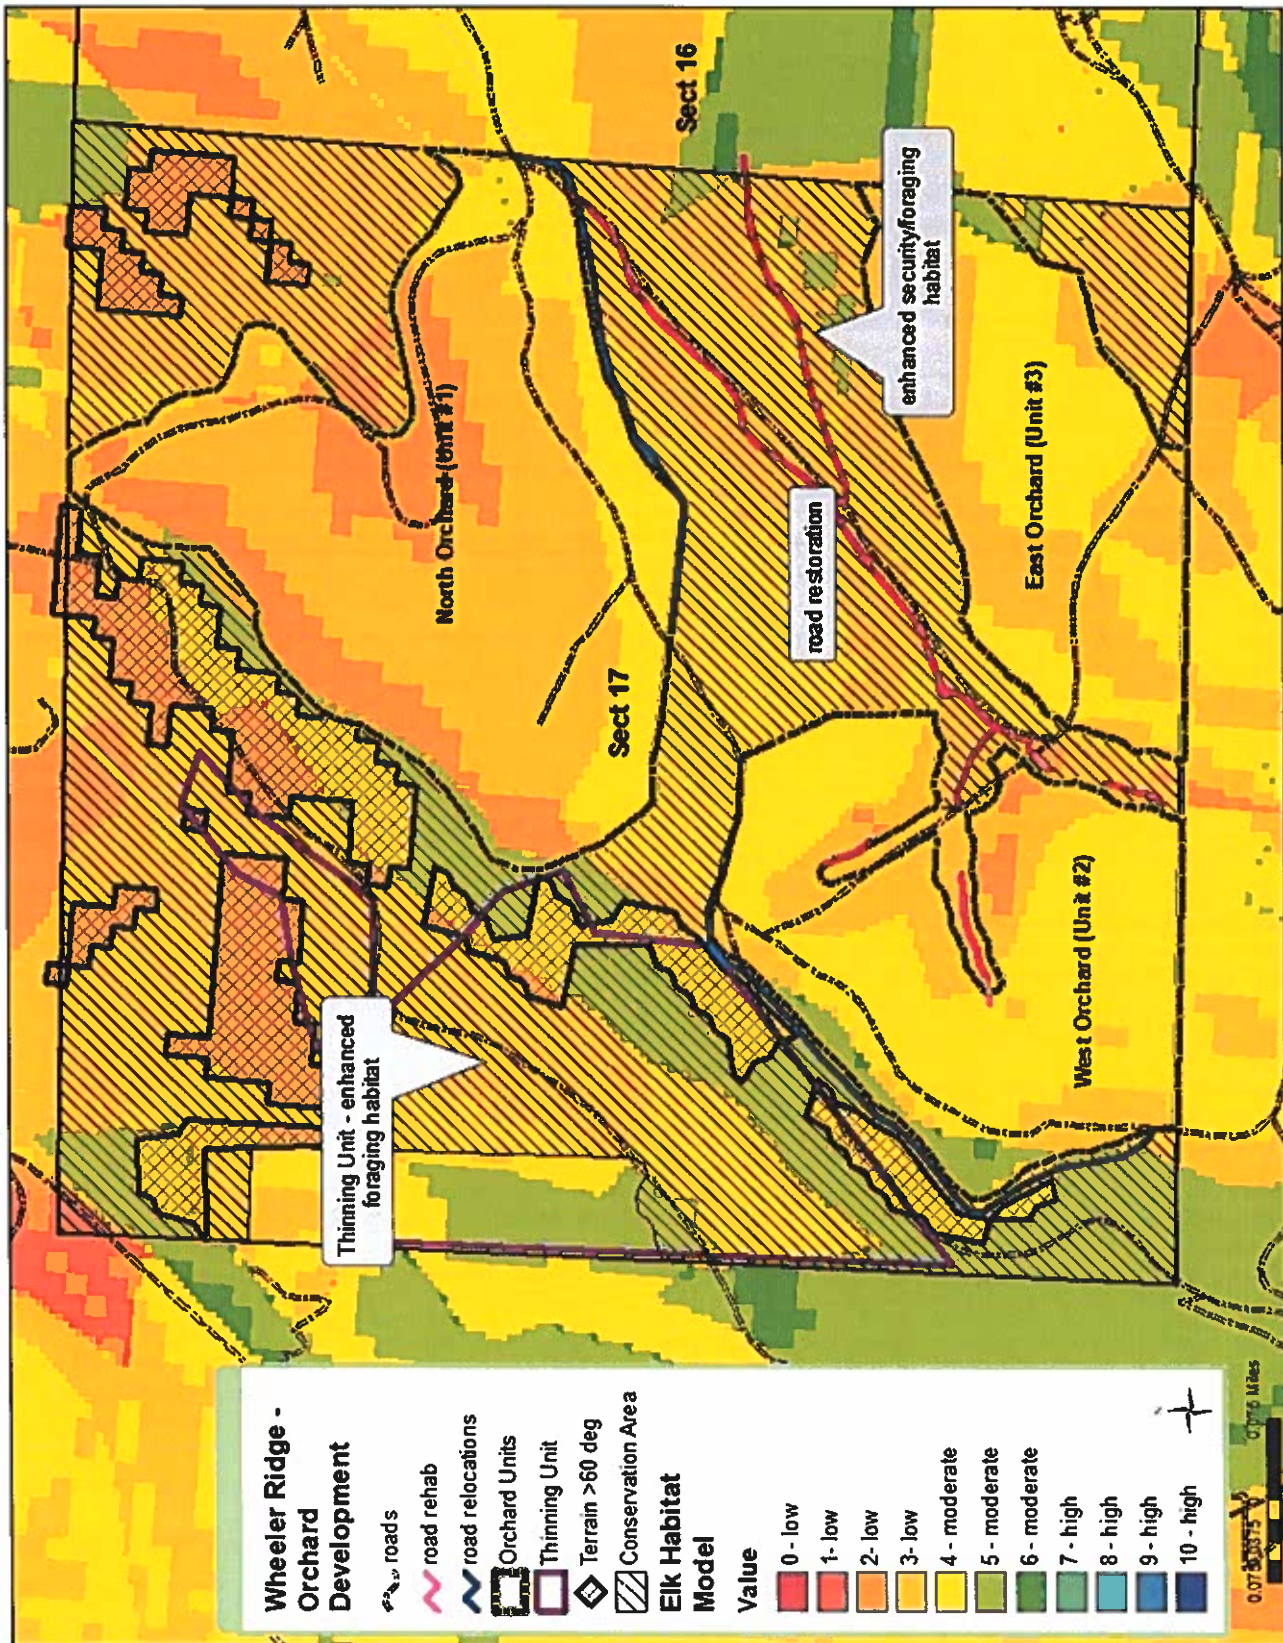 Wheeler Ridge -
Orchard
Development
roads
road rehab
road relocations
Orchard Units
Thinning Unit
Terrain >60 deg
Conservation Area
Elk Habitat
Model
Value
0 - low
1- low
2- low
3- low
4 - moderate
5 - moderate
6 - moderate
7 - high
8 - high
9 - high
10 - high
Thinning Unit - enhanced
foraging habitat
North Orchard (Unit #1)
Sect 17
Sect 16
road restoration
enhanced security/foraging
habitat
West Orchard (Unit #2)
East Orchard (Unit #3)
Miles